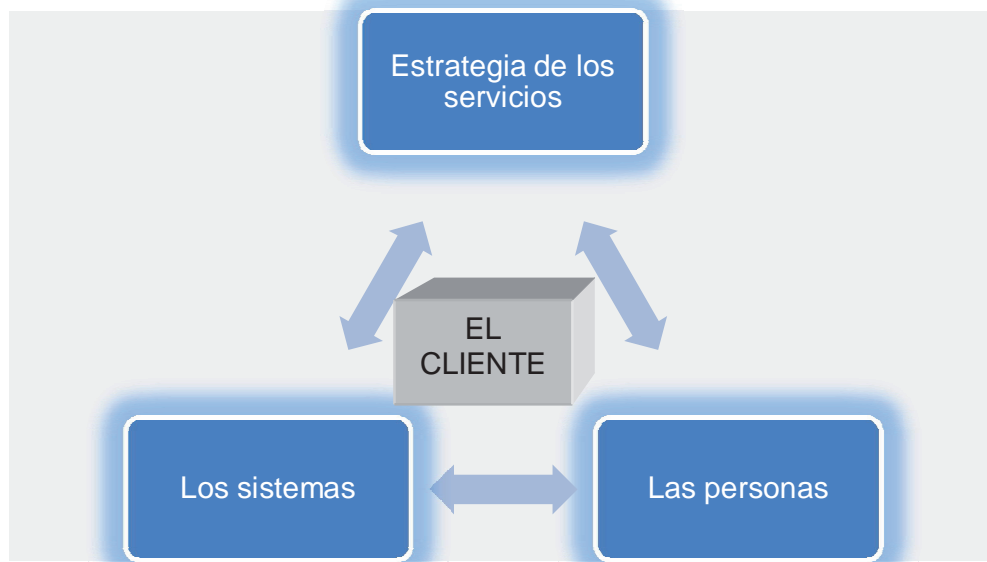 Estrategia de los
servicios
EL
CLIENTE
Los sistemas
Las personas